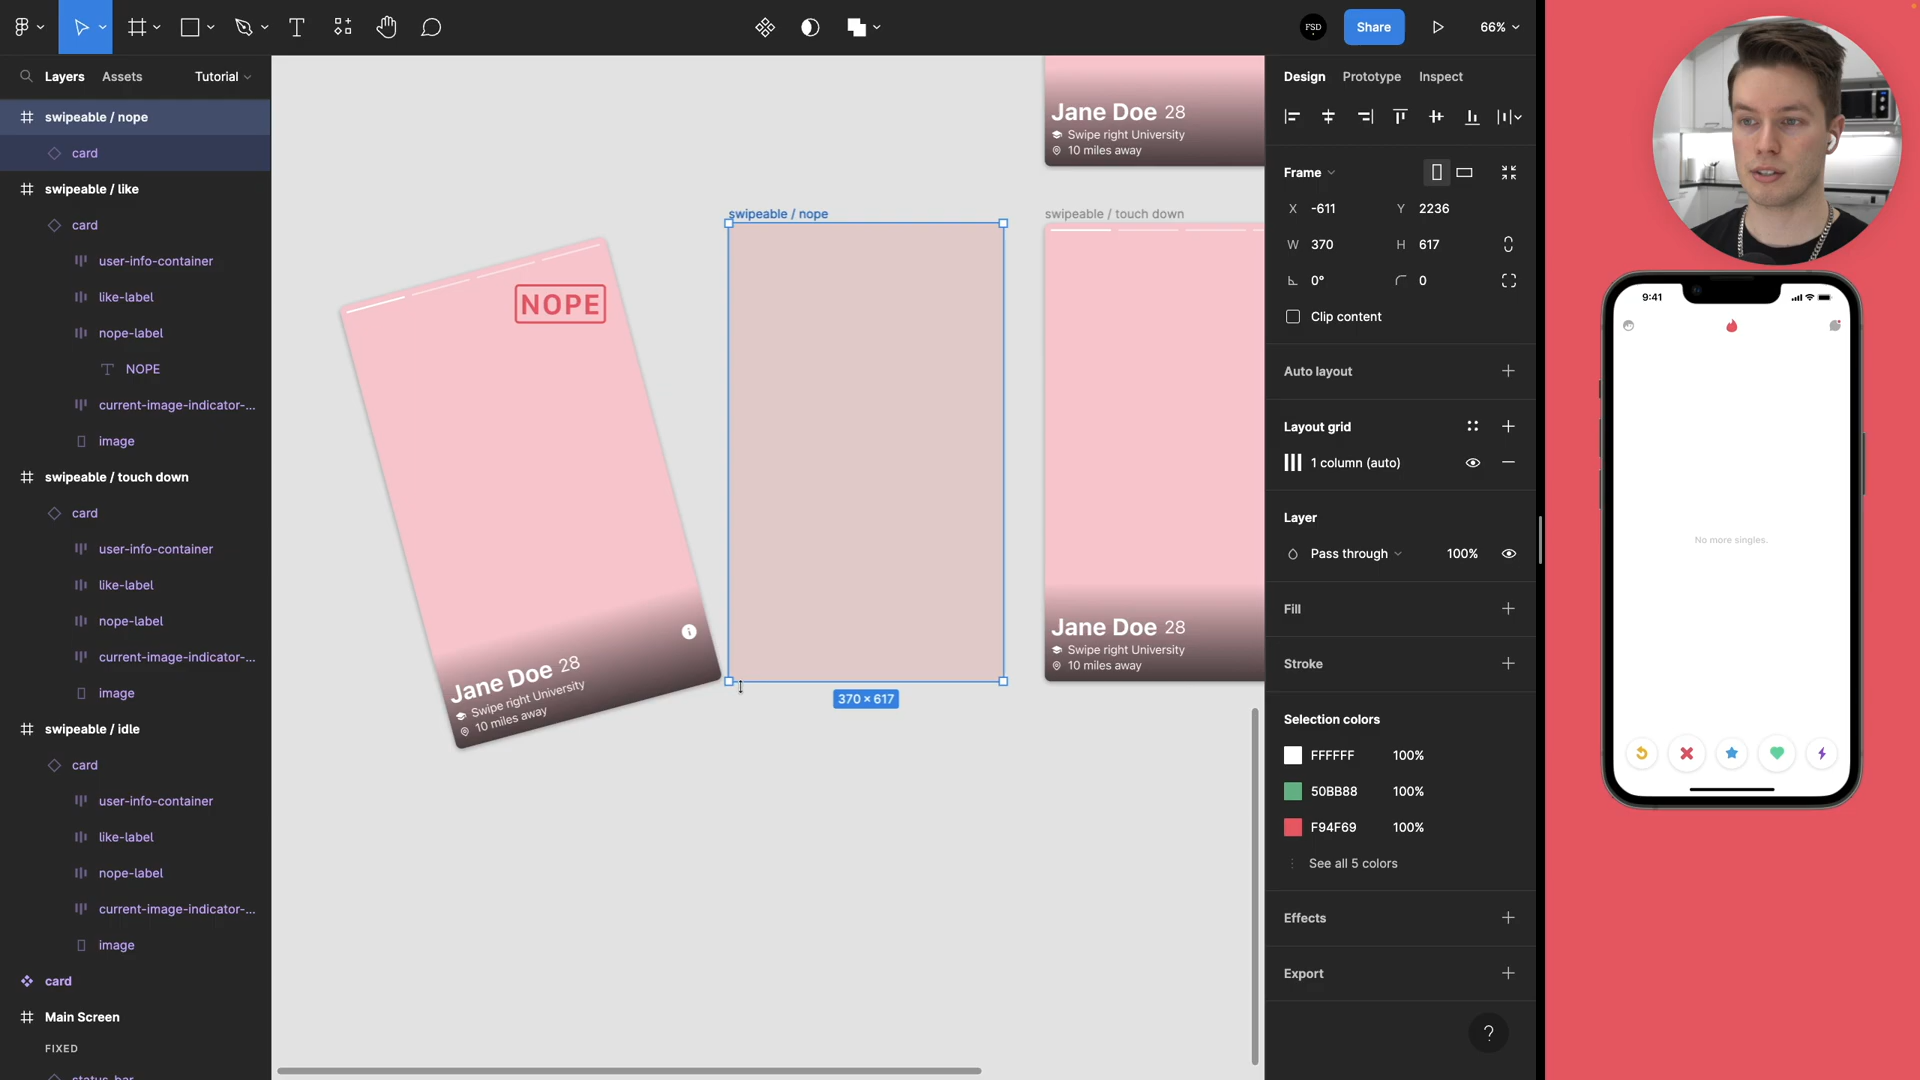 FSD
Share
66%
Layers
Assets
Tutorial
swipeable / nope
card
swipeable / like
card
user-info-container
like-label
nope-label
NOPE
current-image-indicator-...
image
swipeable / touch down
card
user-info-container
like-label
nope-label
current-image-indicator-...
image
swipeable / idle
card
user-info-container
like-label
nope-label
current-image-indicator-...
image
card
Main Screen
FIXED
status_bar
Jane Doe 28
Swipe right University
10 miles away
NOPE
Jane Doe 28
Swipe right University
10 miles away
swipeable / nope
370 × 617
swipeable / touch down
Jane Doe 28
Swipe right University
10 miles away
Design
Prototype
Inspect
Frame
X -611
Y 2236
W 370
H 617
0°
0
Clip content
Auto layout
Layout grid
1 column (auto)
Layer
Pass through
100%
Fill
Stroke
Selection colors
FFFFFF 100%
50BB88 100%
F94F69 100%
See all 5 colors
Effects
Export
?
9:41
No more singles.